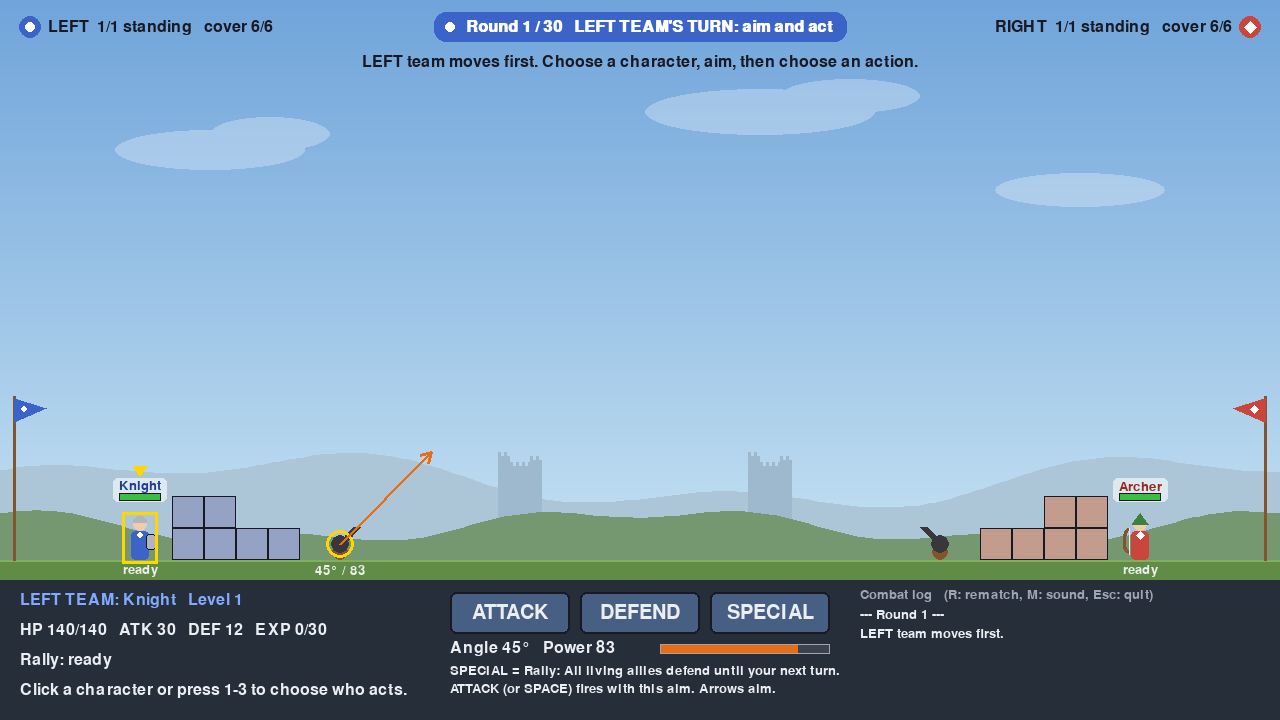 LEFT 1/1 standing cover 6/6
Round 1 / 30 LEFT TEAM'S TURN: aim and act
RIGHT 1/1 standing cover 6/6
LEFT team moves first. Choose a character, aim, then choose an action.
Knight
Archer
ready
45° / 83
ready
LEFT TEAM: Knight Level 1
HP 140/140 ATK 30 DEF 12 EXP 0/30
Rally: ready
Click a character or press 1-3 to choose who acts.
ATTACK
DEFEND
SPECIAL
Angle 45° Power 83
SPECIAL = Rally: All living allies defend until your next turn.
ATTACK (or SPACE) fires with this aim. Arrows aim.
Combat log (R: rematch, M: sound, Esc: quit)
--- Round 1 ---
LEFT team moves first.